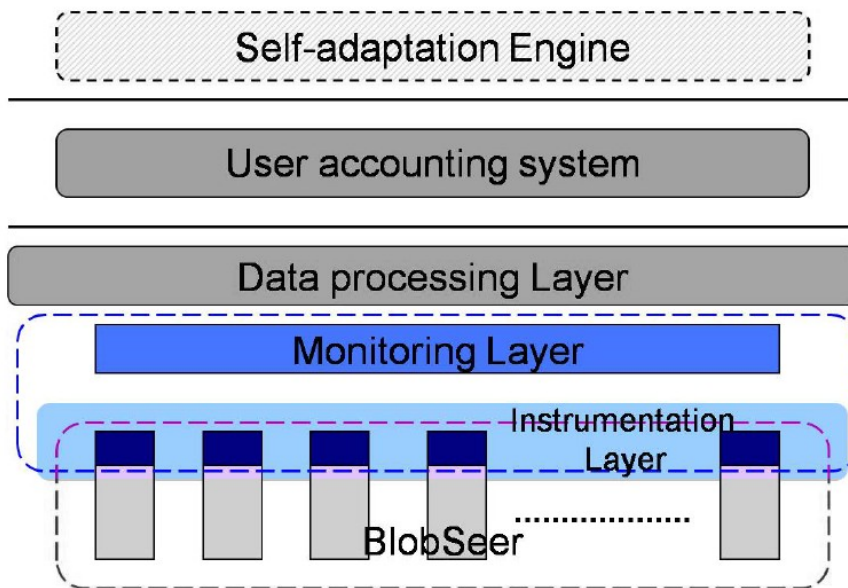 Self-adaptation Engine
User accounting system
Data processing Layer
Monitoring Layer
Instrumentation
Layer
BlobSeer